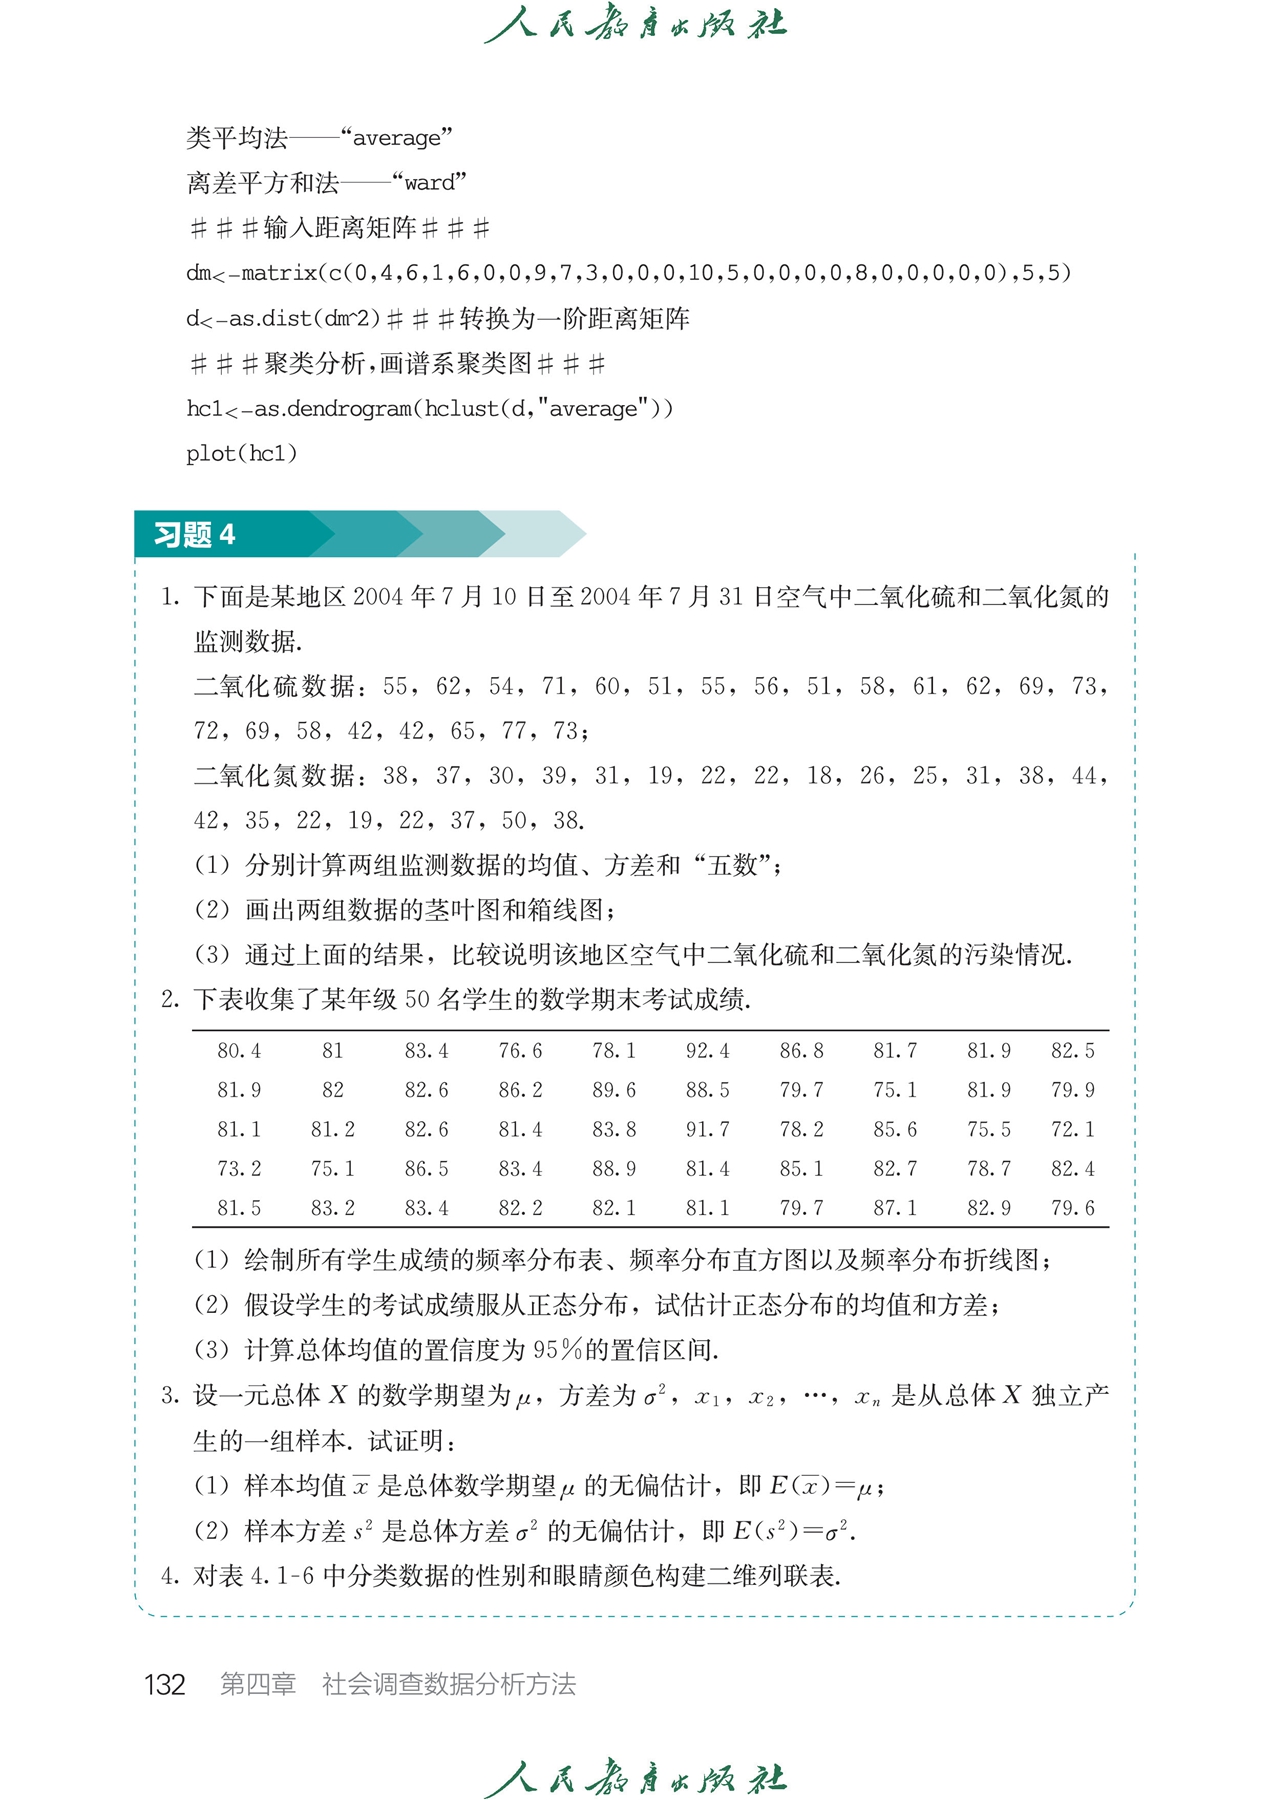 人民教育出版社
类平均法——“average”
离差平方和法——“ward”
###输入距离矩阵###
dm<-matrix(c(0,4,6,1,6,0,0,9,7,3,0,0,0,10,5,0,0,0,0,8,0,0,0,0,0),5,5)
d<-as.dist(dm^2)###转换为一阶距离矩阵
###聚类分析,画谱系聚类图###
hc1<-as.dendrogram(hclust(d,"average"))
plot(hc1)
习题 4
1. 下面是某地区 2004 年 7 月 10 日至 2004 年 7 月 31 日空气中二氧化硫和二氧化氮的
监测数据.
二氧化硫数据：55，62，54，71，60，51，55，56，51，58，61，62，69，73，
72，69，58，42，42，65，77，73；
二氧化氮数据：38，37，30，39，31，19，22，22，18，26，25，31，38，44，
42，35，22，19，22，37，50，38.
（1）分别计算两组监测数据的均值、方差和“五数”；
（2）画出两组数据的茎叶图和箱线图；
（3）通过上面的结果，比较说明该地区空气中二氧化硫和二氧化氮的污染情况.
2. 下表收集了某年级 50 名学生的数学期末考试成绩.
80.4 81 83.4 76.6 78.1 92.4 86.8 81.7 81.9 82.5
81.9 82 82.6 86.2 89.6 88.5 79.7 75.1 81.9 79.9
81.1 81.2 82.6 81.4 83.8 91.7 78.2 85.6 75.5 72.1
73.2 75.1 86.5 83.4 88.9 81.4 85.1 82.7 78.7 82.4
81.5 83.2 83.4 82.2 82.1 81.1 79.7 87.1 82.9 79.6
（1）绘制所有学生成绩的频率分布表、频率分布直方图以及频率分布折线图；
（2）假设学生的考试成绩服从正态分布，试估计正态分布的均值和方差；
（3）计算总体均值的置信度为 95%的置信区间.
3. 设一元总体 X 的数学期望为 μ，方差为 σ²，x₁，x₂，…，xₙ 是从总体 X 独立产
生的一组样本. 试证明：
（1）样本均值 x̄ 是总体数学期望 μ 的无偏估计，即 E(x̄)=μ；
（2）样本方差 s² 是总体方差 σ² 的无偏估计，即 E(s²)=σ².
4. 对表 4.1-6 中分类数据的性别和眼睛颜色构建二维列联表.
132 第四章 社会调查数据分析方法
人民教育出版社